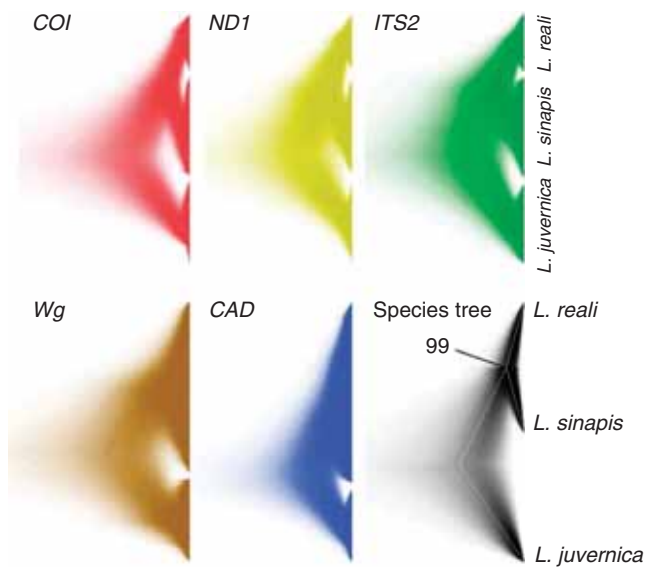 COI
ND1
ITS2
L. reali
L. sinapis
L. juvernica
Wg
CAD
Species tree
L. reali
99
L. sinapis
L. juvernica